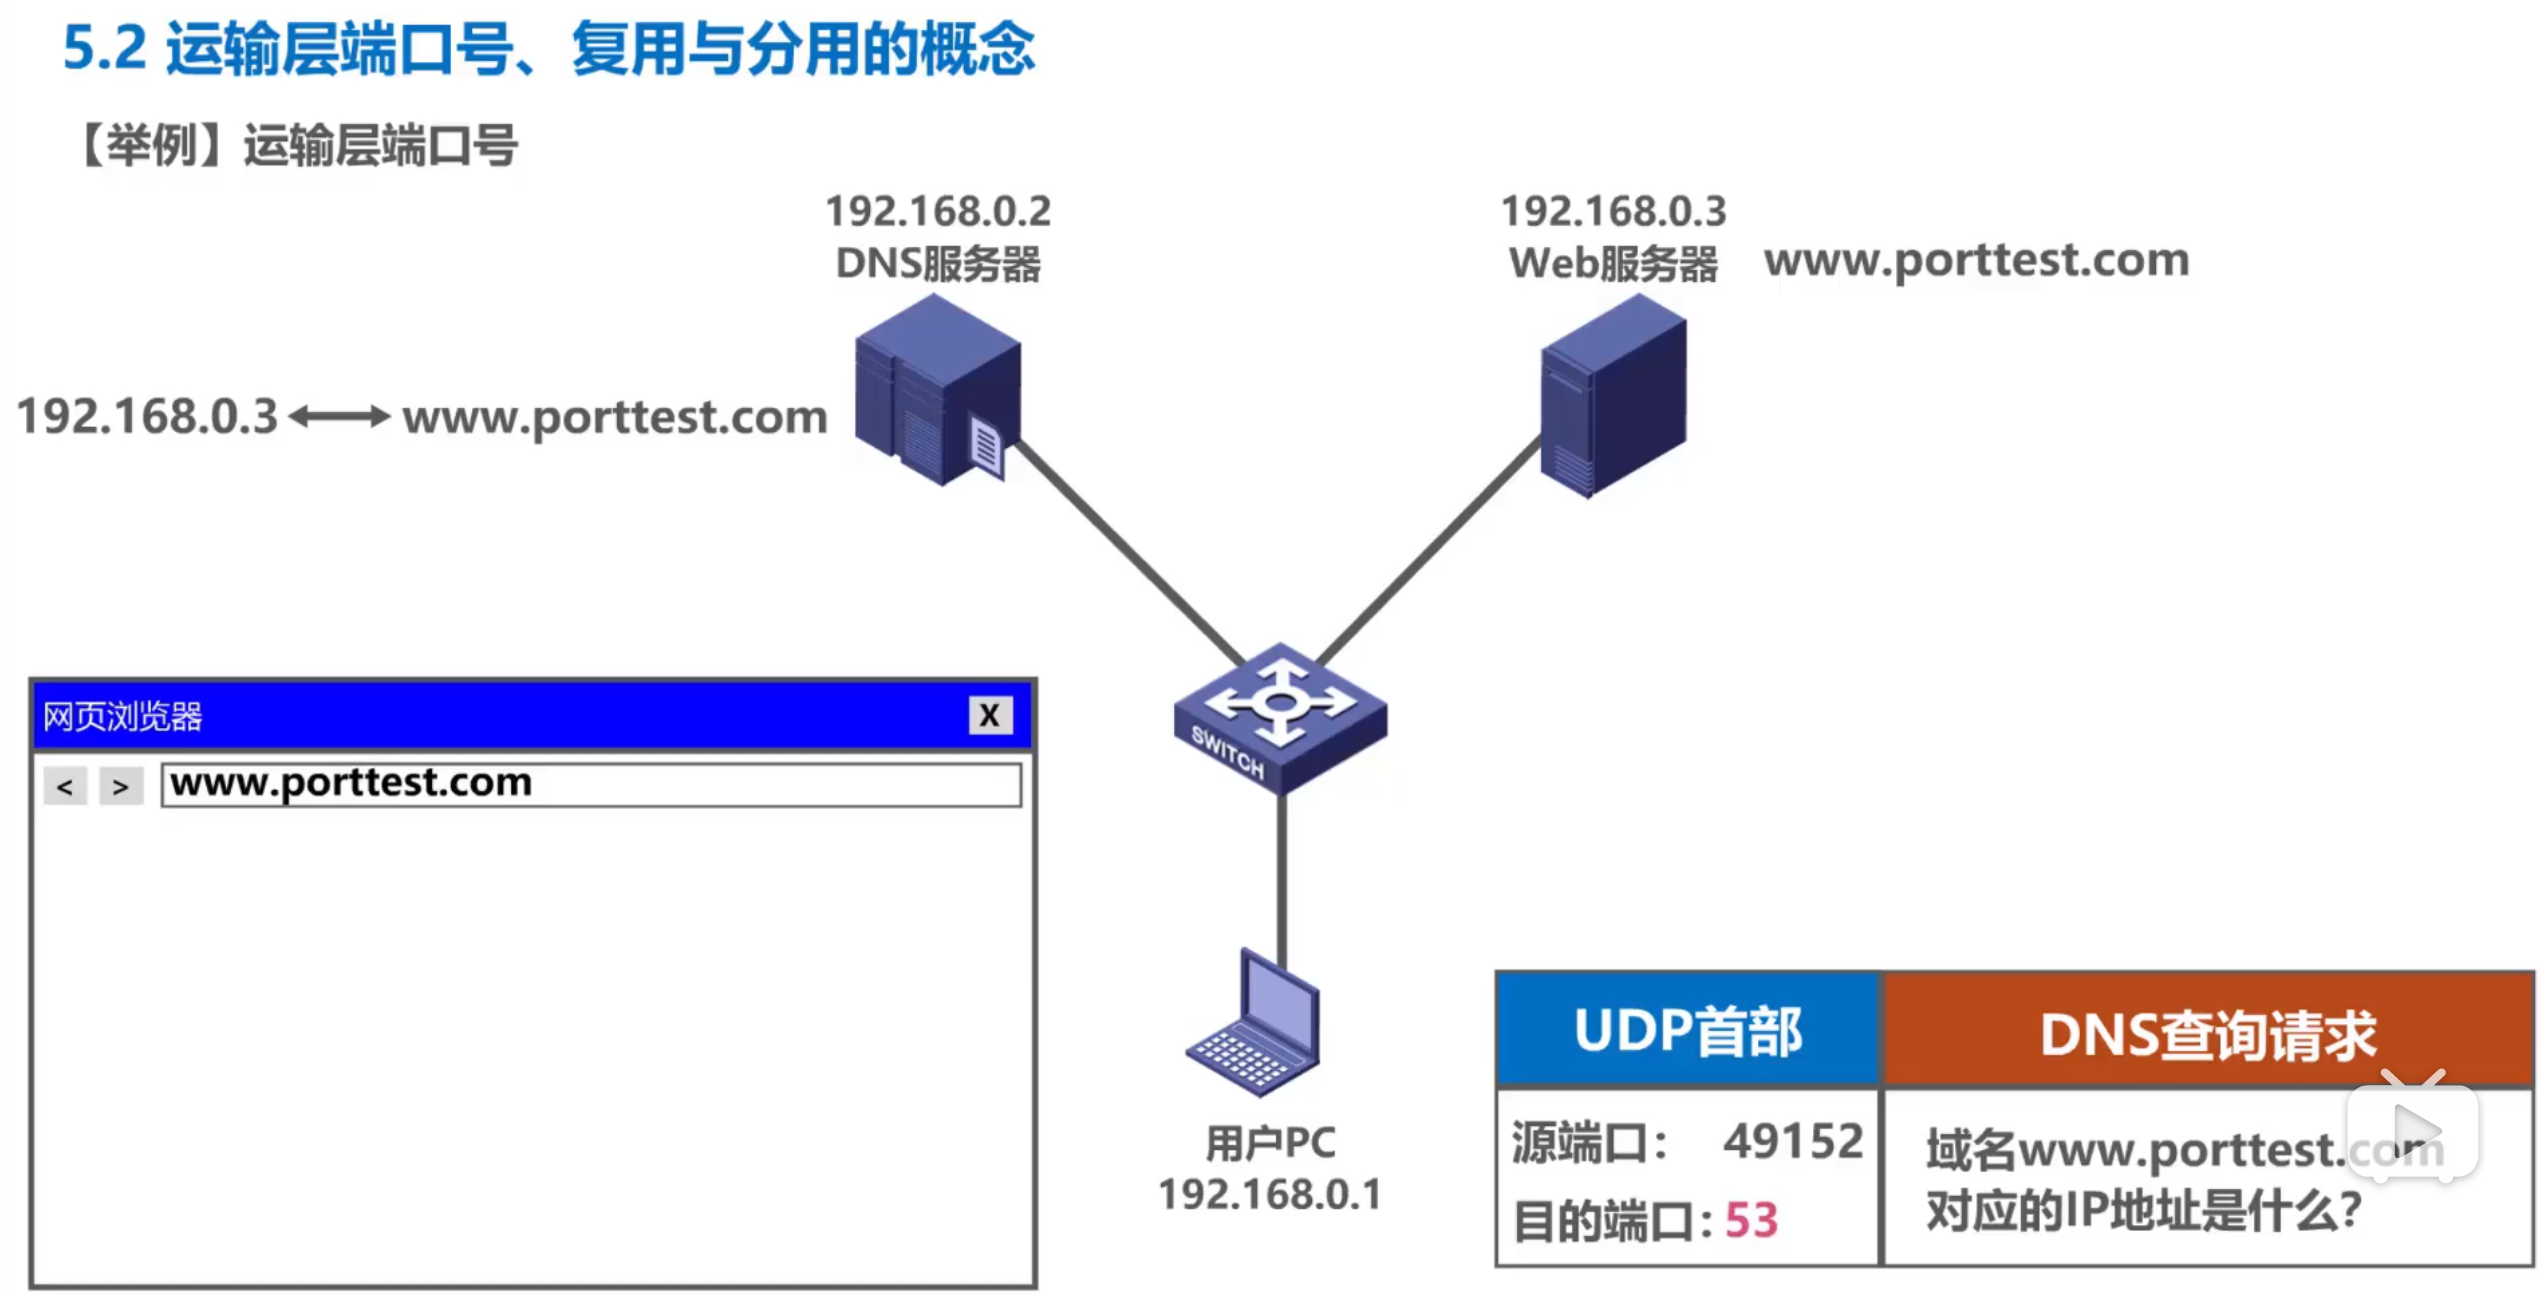 5.2 运输层端口号、复用与分用的概念
【举例】运输层端口号
192.168.0.2
DNS服务器
192.168.0.3
Web服务器 www.porttest.com
192.168.0.3 www.porttest.com
网页浏览器 X
< > www.porttest.com
SWITCH
用户PC
192.168.0.1
UDP首部
源端口： 49152
目的端口：53
DNS查询请求
域名www.porttest.com
对应的IP地址是什么？